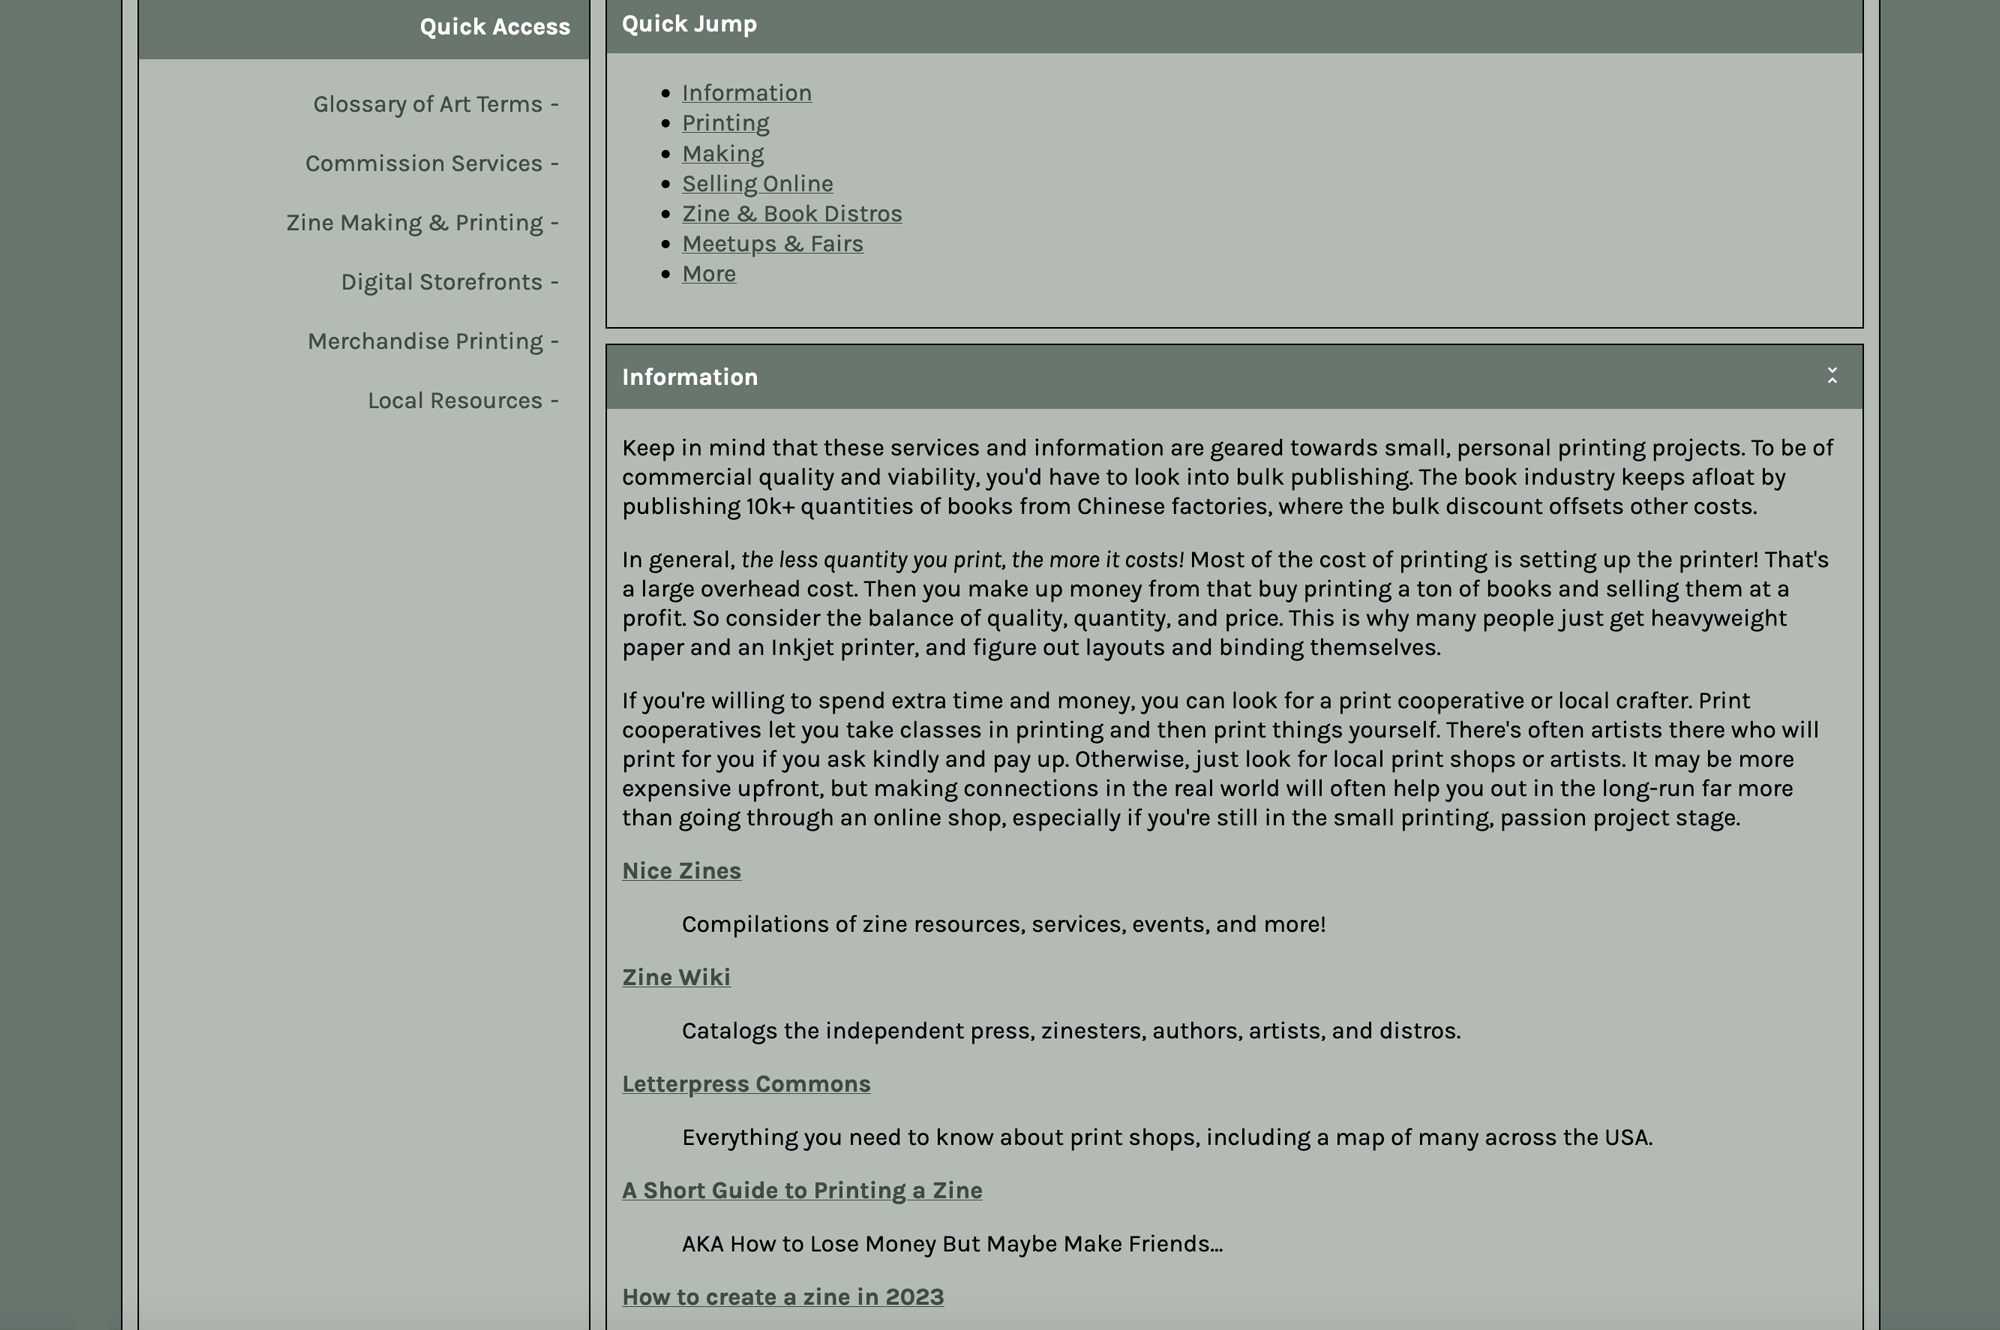 Quick Access
Glossary of Art Terms -
Commission Services -
Zine Making & Printing -
Digital Storefronts -
Merchandise Printing -
Local Resources -
Quick Jump
Information
Printing
Making
Selling Online
Zine & Book Distros
Meetups & Fairs
More
Information
Keep in mind that these services and information are geared towards small, personal printing projects. To be of
commercial quality and viability, you'd have to look into bulk publishing. The book industry keeps afloat by
publishing 10k+ quantities of books from Chinese factories, where the bulk discount offsets other costs.
In general, the less quantity you print, the more it costs! Most of the cost of printing is setting up the printer! That's
a large overhead cost. Then you make up money from that buy printing a ton of books and selling them at a
profit. So consider the balance of quality, quantity, and price. This is why many people just get heavyweight
paper and an Inkjet printer, and figure out layouts and binding themselves.
If you're willing to spend extra time and money, you can look for a print cooperative or local crafter. Print
cooperatives let you take classes in printing and then print things yourself. There's often artists there who will
print for you if you ask kindly and pay up. Otherwise, just look for local print shops or artists. It may be more
expensive upfront, but making connections in the real world will often help you out in the long-run far more
than going through an online shop, especially if you're still in the small printing, passion project stage.
Nice Zines
Compilations of zine resources, services, events, and more!
Zine Wiki
Catalogs the independent press, zinesters, authors, artists, and distros.
Letterpress Commons
Everything you need to know about print shops, including a map of many across the USA.
A Short Guide to Printing a Zine
AKA How to Lose Money But Maybe Make Friends...
How to create a zine in 2023